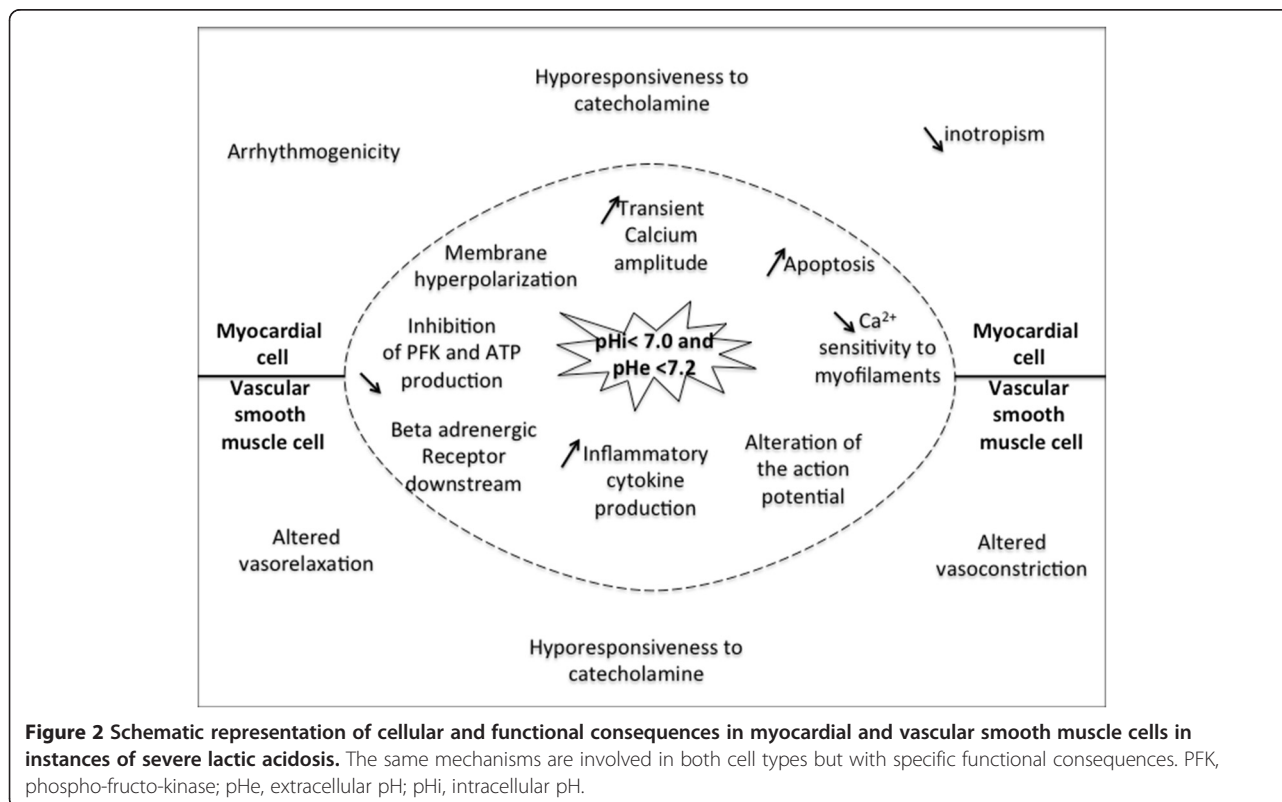 Hyporesponsiveness to
catecholamine
↘inotropism
Arrhythmogenicity
↗Transient
Calcium
amplitude
Membrane
hyperpolarization
↗Apoptosis
Inhibition
of PFK and ATP
production
pHi< 7.0 and
pHe <7.2
↘ Ca²⁺
sensitivity to
myofilaments
Myocardial
cell
Vascular
smooth
muscle cell
Myocardial
cell
Vascular
smooth
muscle cell
↘
Beta adrenergic
Receptor
downstream
↗Inflammatory
cytokine
production
Alteration of
the action
potential
Altered
vasorelaxation
Altered
vasoconstriction
Hyporesponsiveness to
catecholamine
Figure 2 Schematic representation of cellular and functional consequences in myocardial and vascular smooth muscle cells in
instances of severe lactic acidosis. The same mechanisms are involved in both cell types but with specific functional consequences. PFK,
phospho-fructo-kinase; pHe, extracellular pH; pHi, intracellular pH.